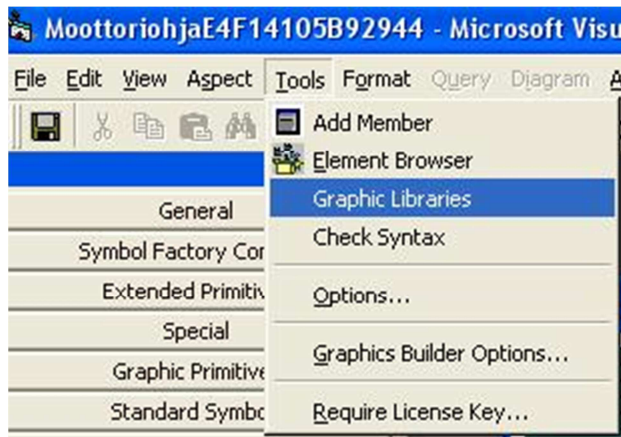 MoottoriohjaE4F14105B92944 - Microsoft Visu
File Edit View Aspect Tools Format Query Diagram A
Add Member
Element Browser
Graphic Libraries
Check Syntax
Options...
Graphics Builder Options...
Require License Key...
General
Symbol Factory Cor
Extended Primitiv
Special
Graphic Primitive
Standard Symbo